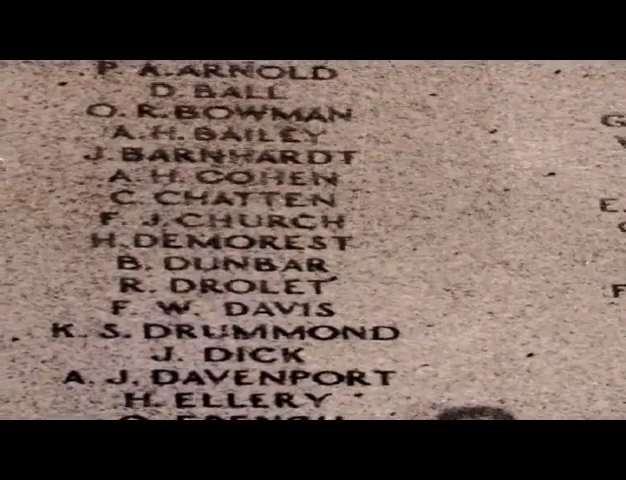 P. A. ARNOLD
D. BALL
O. R. BOWMAN
A. H. BAILEY
J. BARNHARDT
A. H. COHEN
C. CHATTEN
F. J. CHURCH
H. DEMOREST
B. DUNBAR
R. DROLET
F. W. DAVIS
K. S. DRUMMOND
J. DICK
A. J. DAVENPORT
H. ELLERY